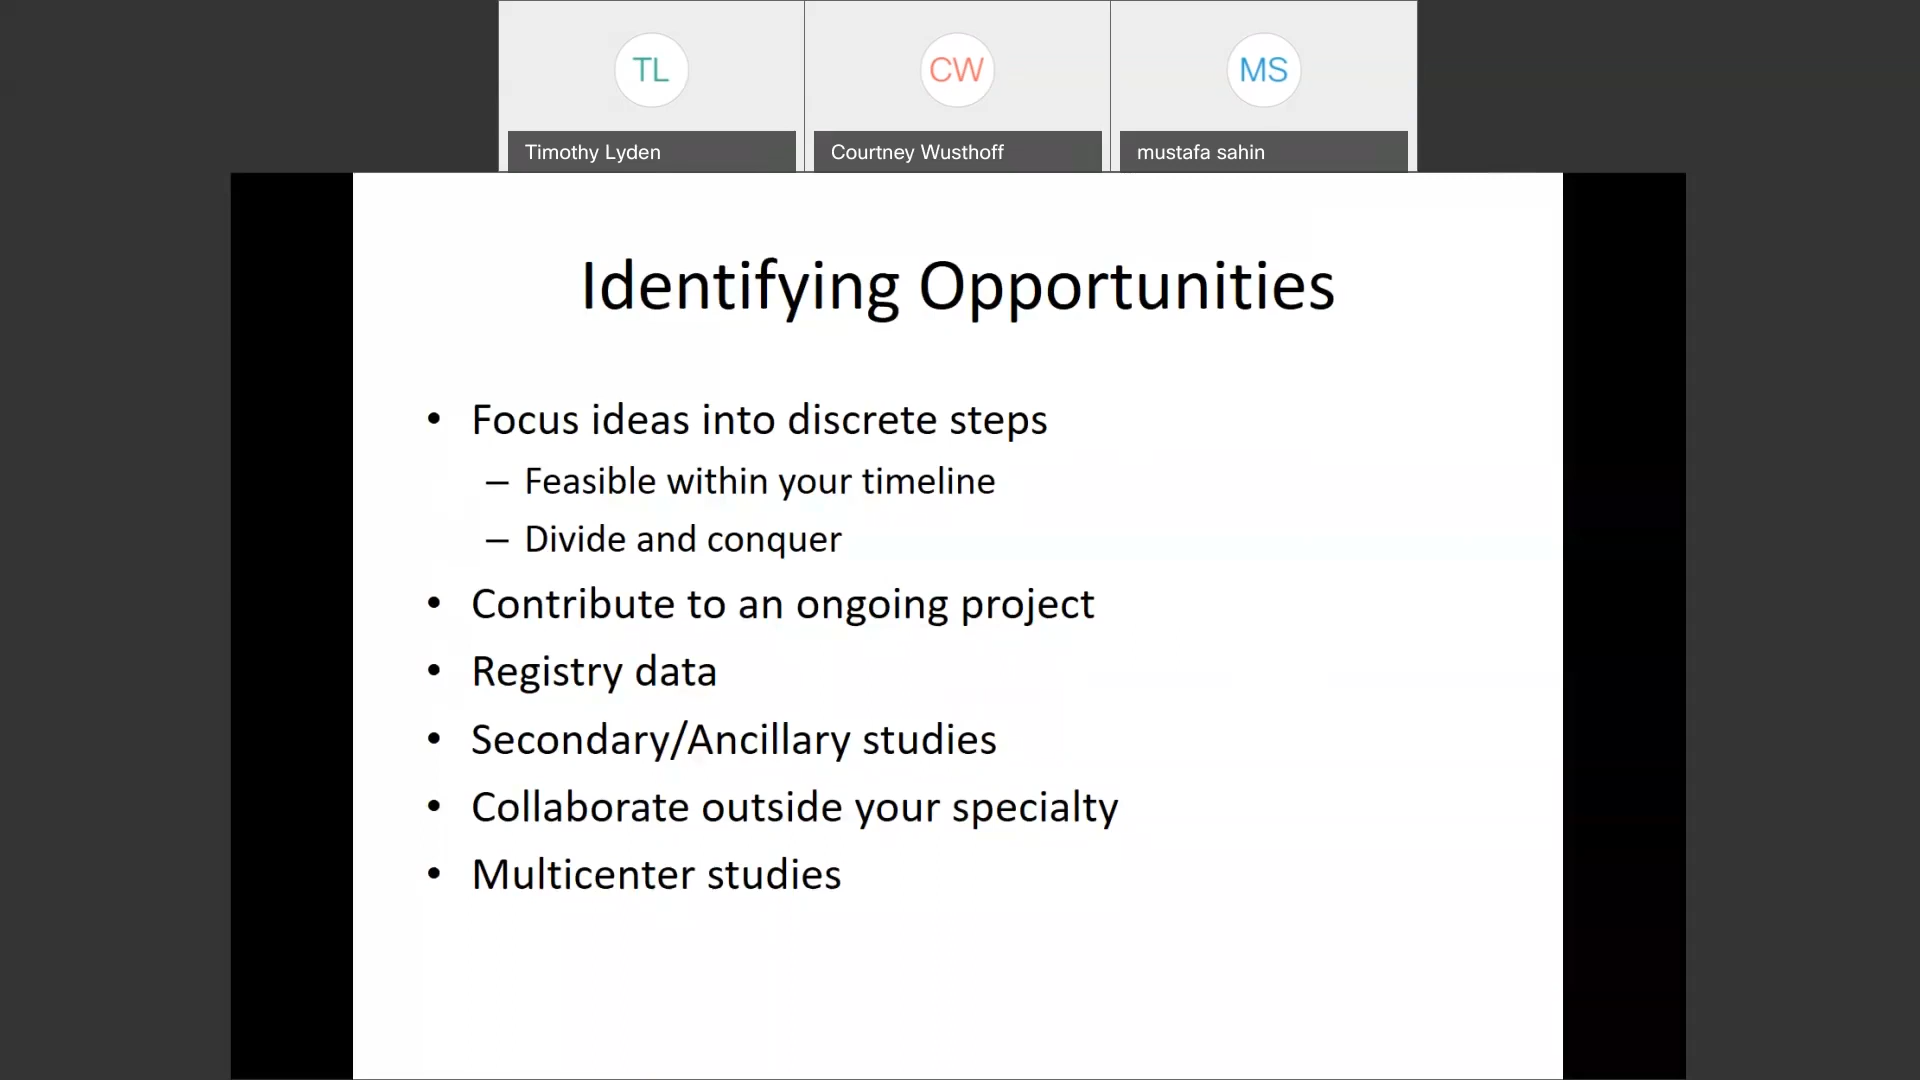 TL
CW
MS
Timothy Lyden
Courtney Wusthoff
mustafa sahin
Identifying Opportunities
• Focus ideas into discrete steps
– Feasible within your timeline
– Divide and conquer
• Contribute to an ongoing project
• Registry data
• Secondary/Ancillary studies
• Collaborate outside your specialty
• Multicenter studies